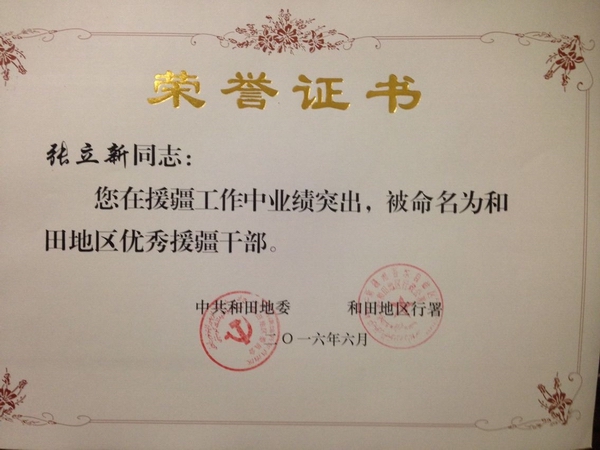 荣誉证书
张立新同志：
您在援疆工作中业绩突出，被命名为和
田地区优秀援疆干部。
中共和田地委 和田地区行署
二〇一六年六月